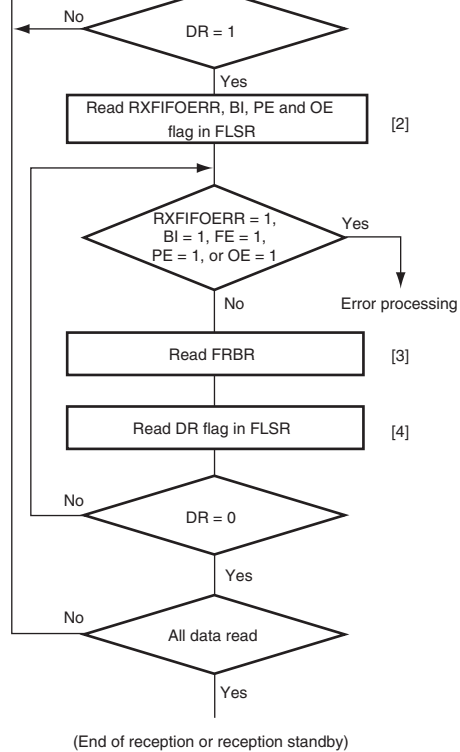 No
DR = 1
Yes
Read RXFIFOERR, BI, PE and OE
flag in FLSR
[2]
RXFIFOERR = 1,
BI = 1, FE = 1,
PE = 1, or OE = 1
Yes
No
Error processing
Read FRBR
[3]
Read DR flag in FLSR
[4]
No
DR = 0
Yes
No
All data read
Yes
(End of reception or reception standby)